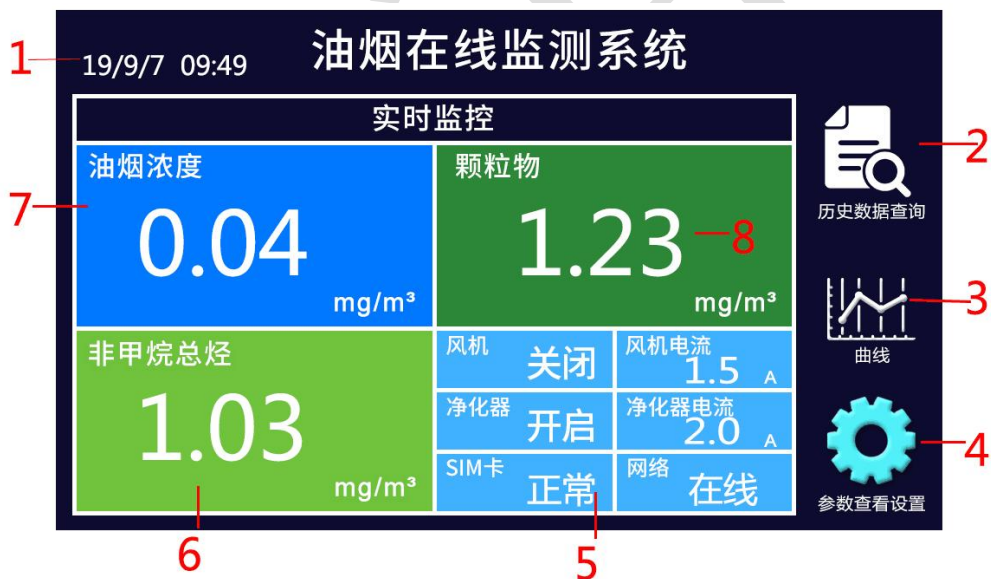 油烟在线监测系统
1
19/9/7 09:49
实时监控
2
历史数据查询
油烟浓度
颗粒物
7
0.04
1.23
8
mg/m³
mg/m³
3
曲线
非甲烷总烃
1.03
mg/m³
风机 关闭
风机电流 1.5 A
净化器 开启
净化器电流 2.0 A
SIM卡 正常
网络 在线
4
参数查看设置
6
5